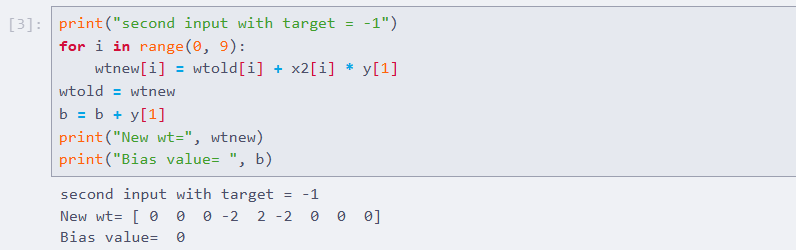 [3]: print("second input with target = -1")
for i in range(0, 9):
    wtnew[i] = wtold[i] + x2[i] * y[1]
wtold = wtnew
b = b + y[1]
print("New wt=", wtnew)
print("Bias value= ", b)
second input with target = -1
New wt= [ 0  0  0 -2  2 -2  0  0  0]
Bias value=  0